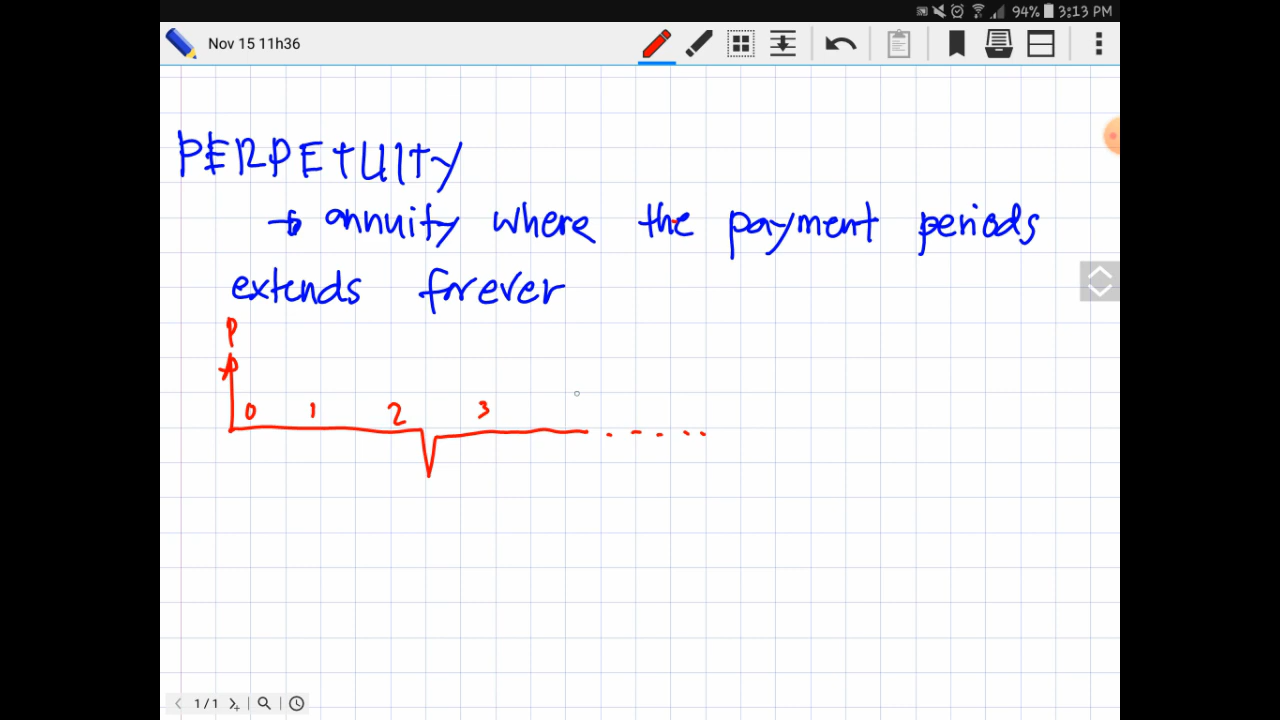 94% 3:13 PM
Nov 15 11h36
PERPETUITY
→ annuity where the payment periods
extends forever
P
0 1 2 3
1/1